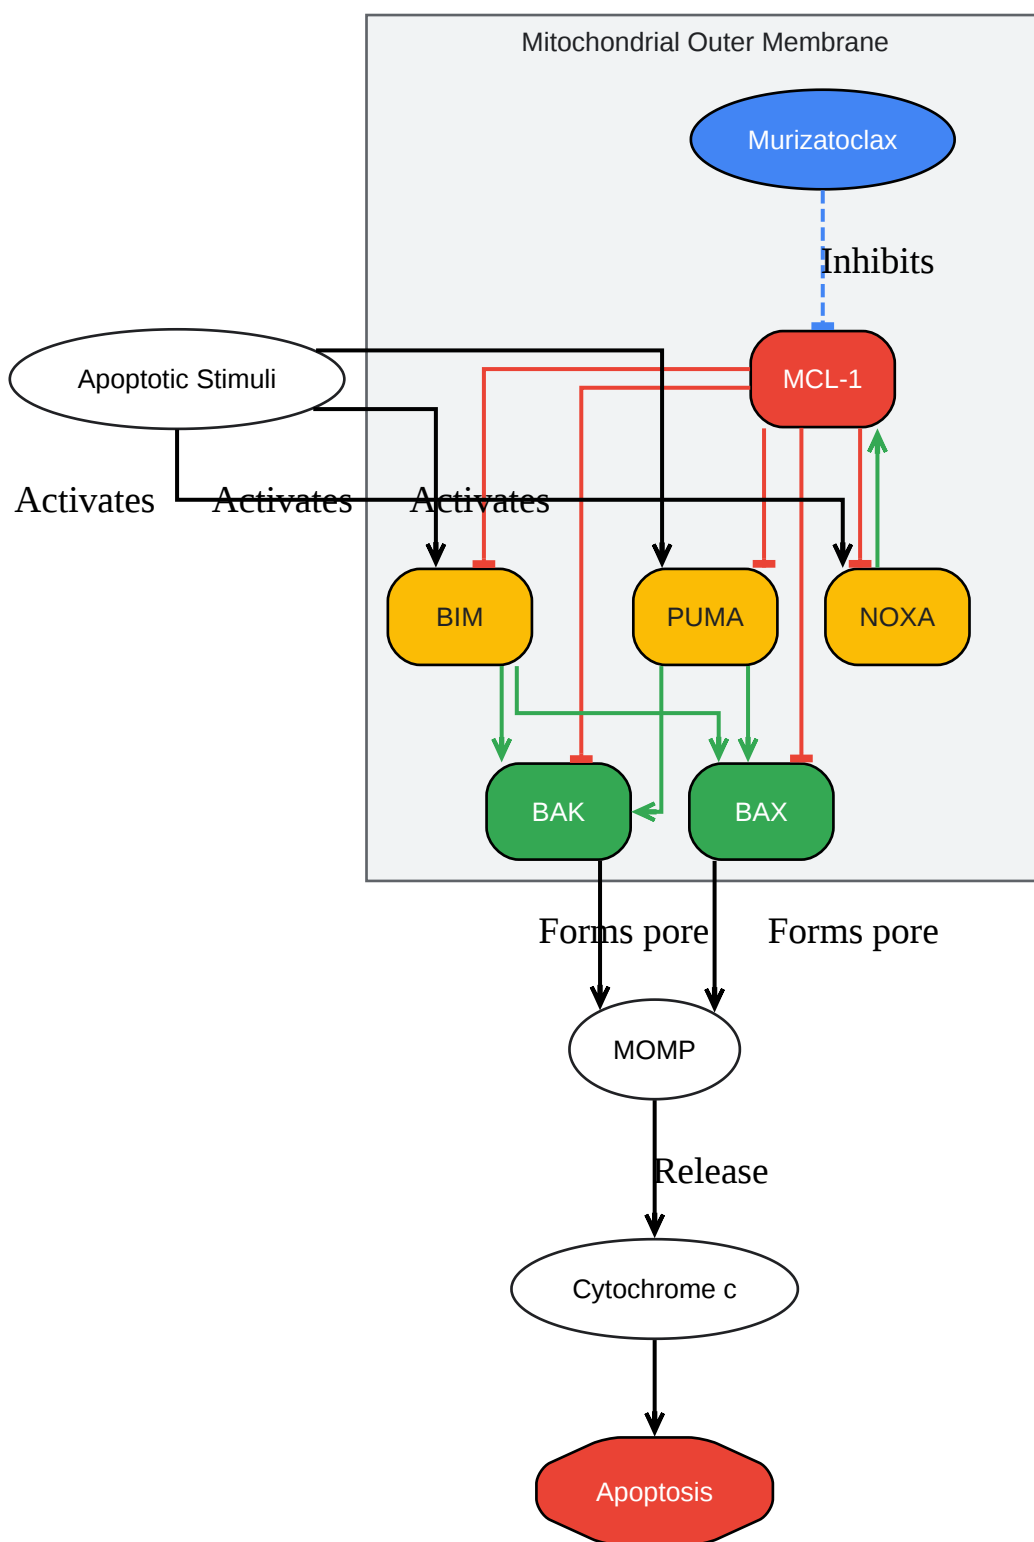 Mitochondrial Outer Membrane
Murizatoclax
Inhibits
Apoptotic Stimuli
MCL-1
Activates
Activates
Activates
BIM
PUMA
NOXA
BAK
BAX
Forms pore
Forms pore
MOMP
Release
Cytochrome c
Apoptosis